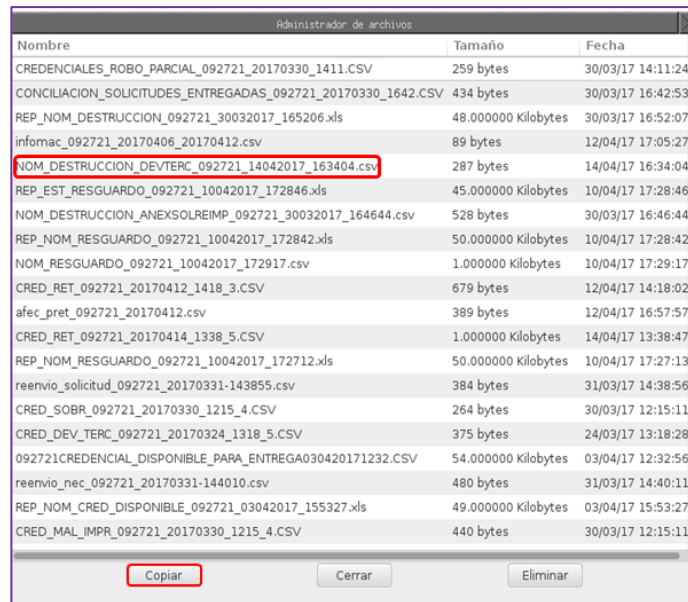 Administrador de archivos
Nombre Tamaño Fecha
CREDENCIALES_ROBO_PARCIAL_092721_20170330_1411.CSV 259 bytes 30/03/17 14:11:24
CONCILIACION_SOLICITUDES_ENTREGADAS_092721_20170330_1642.CSV 434 bytes 30/03/17 16:42:53
REP_NOM_DESTRUCCION_092721_30032017_165206.xls 48.000000 Kilobytes 30/03/17 16:52:07
infomac_092721_20170406_20170412.csv 89 bytes 12/04/17 17:05:27
NOM_DESTRUCCION_DEVTERC_092721_14042017_163404.csv 287 bytes 14/04/17 16:34:04
REP_EST_RESGUARDO_092721_10042017_172846.xls 45.000000 Kilobytes 10/04/17 17:28:46
NOM_DESTRUCCION_ANEXSOLREIMP_092721_30032017_164644.csv 528 bytes 30/03/17 16:46:44
REP_NOM_RESGUARDO_092721_10042017_172842.xls 50.000000 Kilobytes 10/04/17 17:28:42
NOM_RESGUARDO_092721_10042017_172917.csv 1.000000 Kilobytes 10/04/17 17:29:17
CRED_RET_092721_20170412_1418_3.CSV 679 bytes 12/04/17 14:18:02
afec_pret_092721_20170412.csv 389 bytes 12/04/17 16:57:57
CRED_RET_092721_20170414_1338_5.CSV 1.000000 Kilobytes 14/04/17 13:38:47
REP_NOM_RESGUARDO_092721_10042017_172712.xls 50.000000 Kilobytes 10/04/17 17:27:13
reenvio_solicitud_092721_20170331-143855.csv 384 bytes 31/03/17 14:38:56
CRED_SOBR_092721_20170330_1215_4.CSV 264 bytes 30/03/17 12:15:11
CRED_DEV_TERC_092721_20170324_1318_5.CSV 375 bytes 24/03/17 13:18:28
092721CREDENCIAL_DISPONIBLE_PARA_ENTREGA030420171232.CSV 54.000000 Kilobytes 03/04/17 12:32:56
reenvio_nec_092721_20170331-144010.csv 480 bytes 31/03/17 14:40:11
REP_NOM_CRED_DISPONIBLE_092721_03042017_155327.xls 49.000000 Kilobytes 03/04/17 15:53:27
CRED_MAL_IMPR_092721_20170330_1215_4.CSV 440 bytes 30/03/17 12:15:11
Copiar Cerrar Eliminar